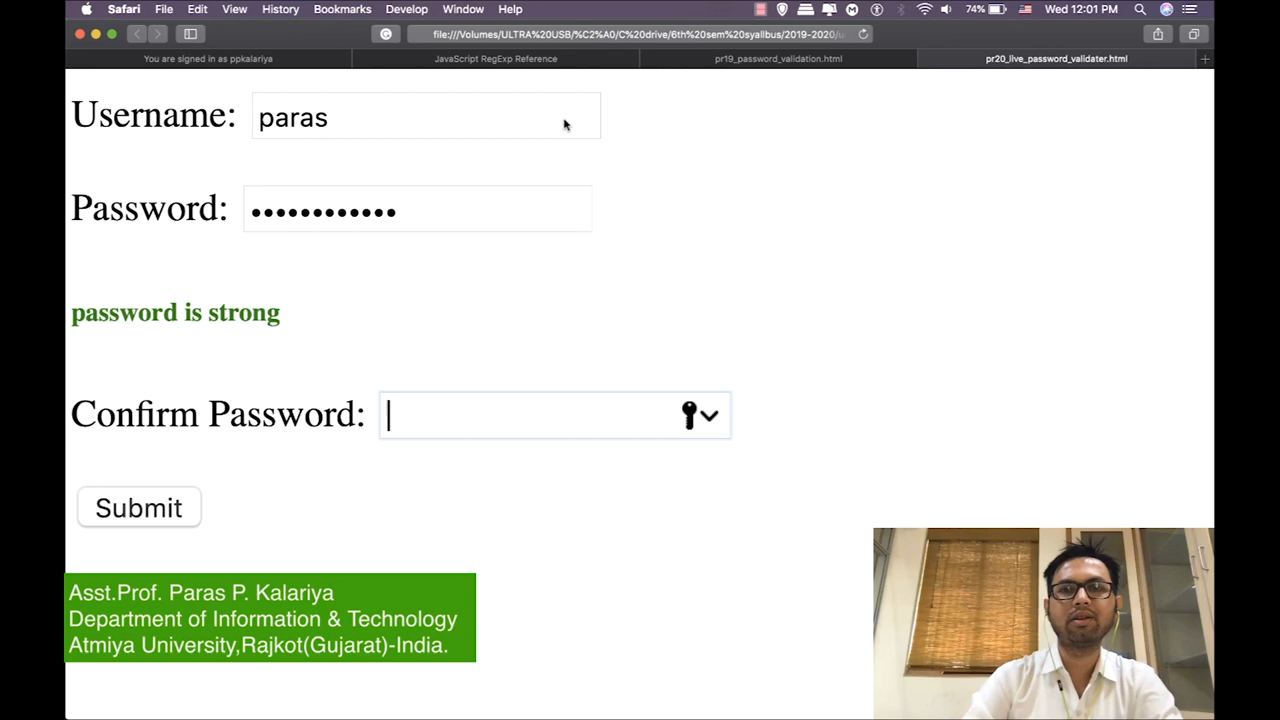 Safari File Edit View History Bookmarks Develop Window Help 74% Wed 12:01 PM
file:///Volumes/ULTRA%20USB/%C2%A0/C%20drive/6th%20sem%20syallbus/2019-2020/
You are signed in as ppkalariya JavaScript RegExp Reference pr19_password_validation.html pr20_live_password_validater.html
Username: paras
Password: ••••••••••••
password is strong
Confirm Password:
Submit
Asst.Prof. Paras P. Kalariya
Department of Information & Technology
Atmiya University,Rajkot(Gujarat)-India.